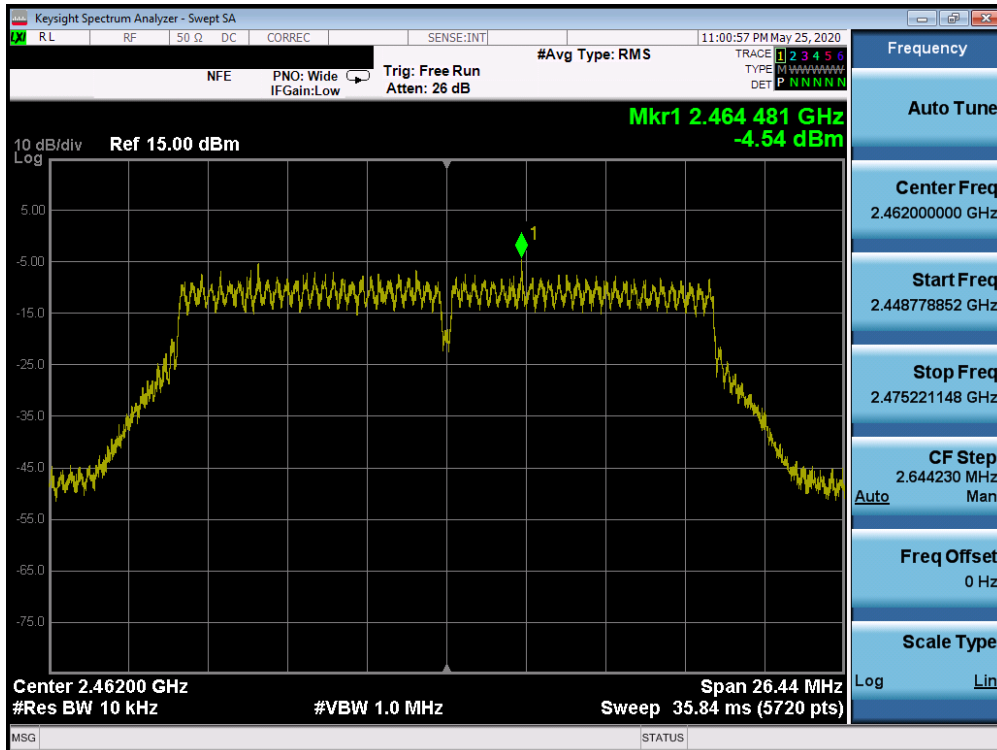 Keysight Spectrum Analyzer - Swept SA
LXI RL RF 50 Ω DC CORREC SENSE:INT 11:00:57 PM May 25, 2020
NFE PNO: Wide Trig: Free Run #Avg Type: RMS TRACE 1 2 3 4 5 6
IFGain:Low Atten: 26 dB TYPE M WWWWW
DET P N N N N N
Mkr1 2.464 481 GHz
-4.54 dBm
10 dB/div Ref 15.00 dBm
Log
1
5.00
-5.00
-15.0
-25.0
-35.0
-45.0
-55.0
-65.0
-75.0
Center 2.46200 GHz Span 26.44 MHz
#Res BW 10 kHz #VBW 1.0 MHz Sweep 35.84 ms (5720 pts)
MSG STATUS
Frequency
Auto Tune
Center Freq
2.462000000 GHz
Start Freq
2.448778852 GHz
Stop Freq
2.475221148 GHz
CF Step
2.644230 MHz
Auto Man
Freq Offset
0 Hz
Scale Type
Log Lin